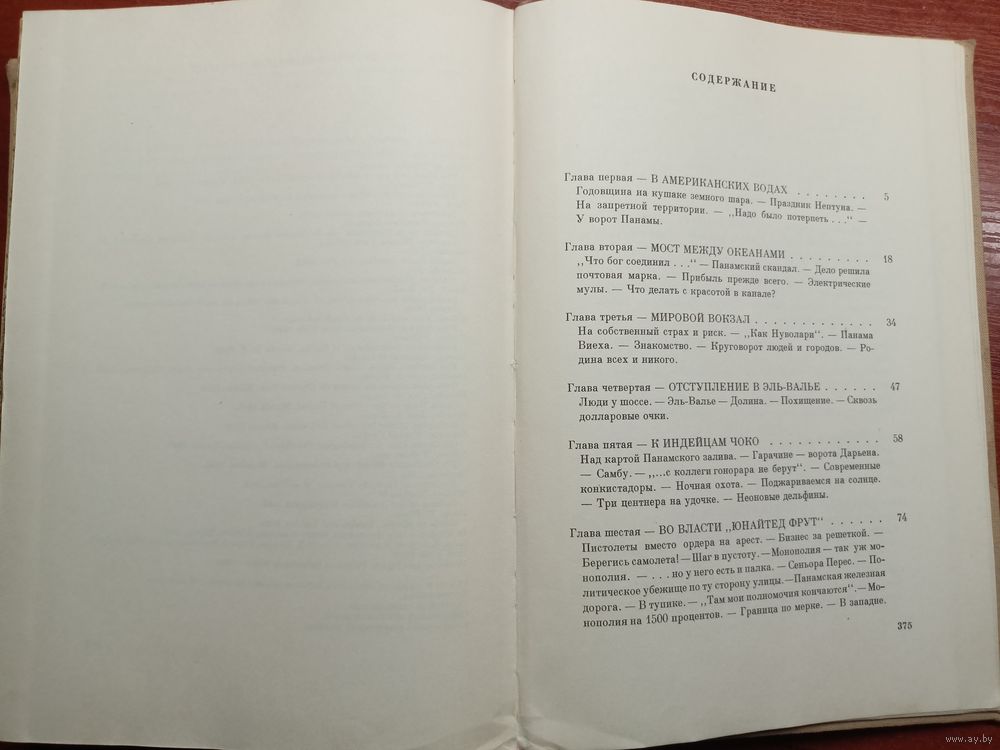 СОДЕРЖАНИЕ
Глава первая — В АМЕРИКАНСКИХ ВОДАХ . . . . . . . . 5
Годовщина на кушаке земного шара. — Праздник Нептуна. —
На запретной территории. — „Надо было потерпеть . . .“ —
У ворот Панамы.
Глава вторая — МОСТ МЕЖДУ ОКЕАНАМИ . . . . . . . . 18
„Что бог соединил . . .“ — Панамский скандал. — Дело решила
почтовая марка. — Прибыль прежде всего. — Электрические
мулы. — Что делать с красотой в канале?
Глава третья — МИРОВОЙ ВОКЗАЛ . . . . . . . . . . . . 34
На собственный страх и риск. — „Как Нуволари“. — Панама
Виеха. — Знакомство. — Круговорот людей и городов. — Ро-
дина всех и никого.
Глава четвертая — ОТСТУПЛЕНИЕ В ЭЛЬ-ВАЛЬЕ . . . . . . 47
Люди у шоссе. — Эль-Валье — Долина. — Похищение. — Сквозь
долларовые очки.
Глава пятая — К ИНДЕЙЦАМ ЧОКО . . . . . . . . . . . . 58
Над картой Панамского залива. — Гарачине — ворота Дарьена.
— Самбу. — „...с коллеги гонорара не берут“. — Современные
конкистадоры. — Ночная охота. — Поджариваемся на солнце.
— Три центнера на удочке. — Неоновые дельфины.
Глава шестая — ВО ВЛАСТИ „ЮНАЙТЕД ФРУТ“ . . . . . . 74
Пистолеты вместо ордера на арест. — Бизнес за решеткой. —
Берегись самолета! — Шаг в пустоту. — Монополия — так уж мо-
нополия. — . . . но у него есть и палка. — Сеньора Перес. — По-
литическое убежище по ту сторону улицы. — Панамская железная
дорога. — В тупике. — „Там мои полномочия кончаются“. — Мо-
нополия на 1500 процентов. — Граница по мерке. — В западне.
375
www.ay.by